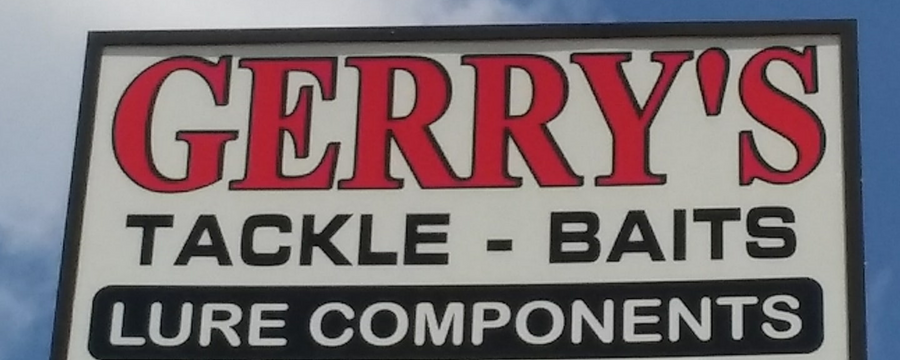 GERRY'S
TACKLE - BAITS
LURE COMPONENTS